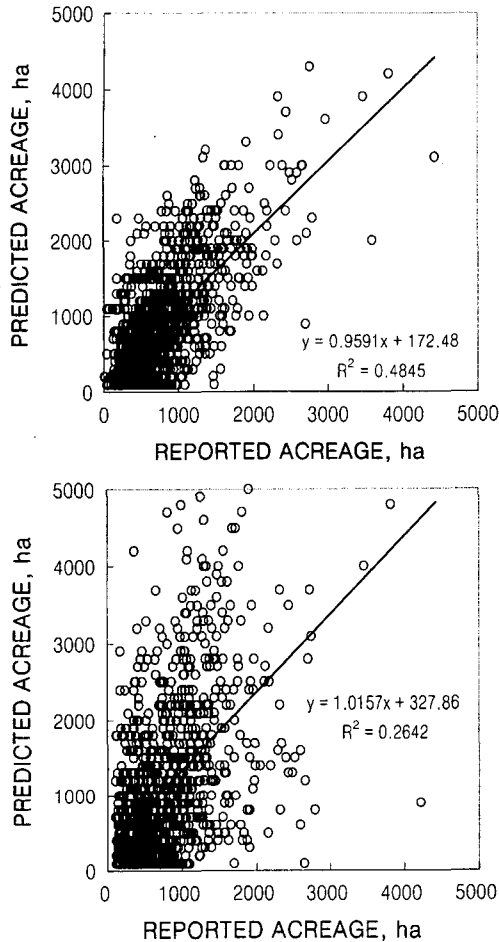 5000
4000
3000
2000
1000
0
PREDICTED ACREAGE, ha
y = 0.9591x + 172.48
R² = 0.4845
0 1000 2000 3000 4000 5000
REPORTED ACREAGE, ha
5000
4000
3000
2000
1000
0
PREDICTED ACREAGE, ha
y = 1.0157x + 327.86
R² = 0.2642
0 1000 2000 3000 4000 5000
REPORTED ACREAGE, ha